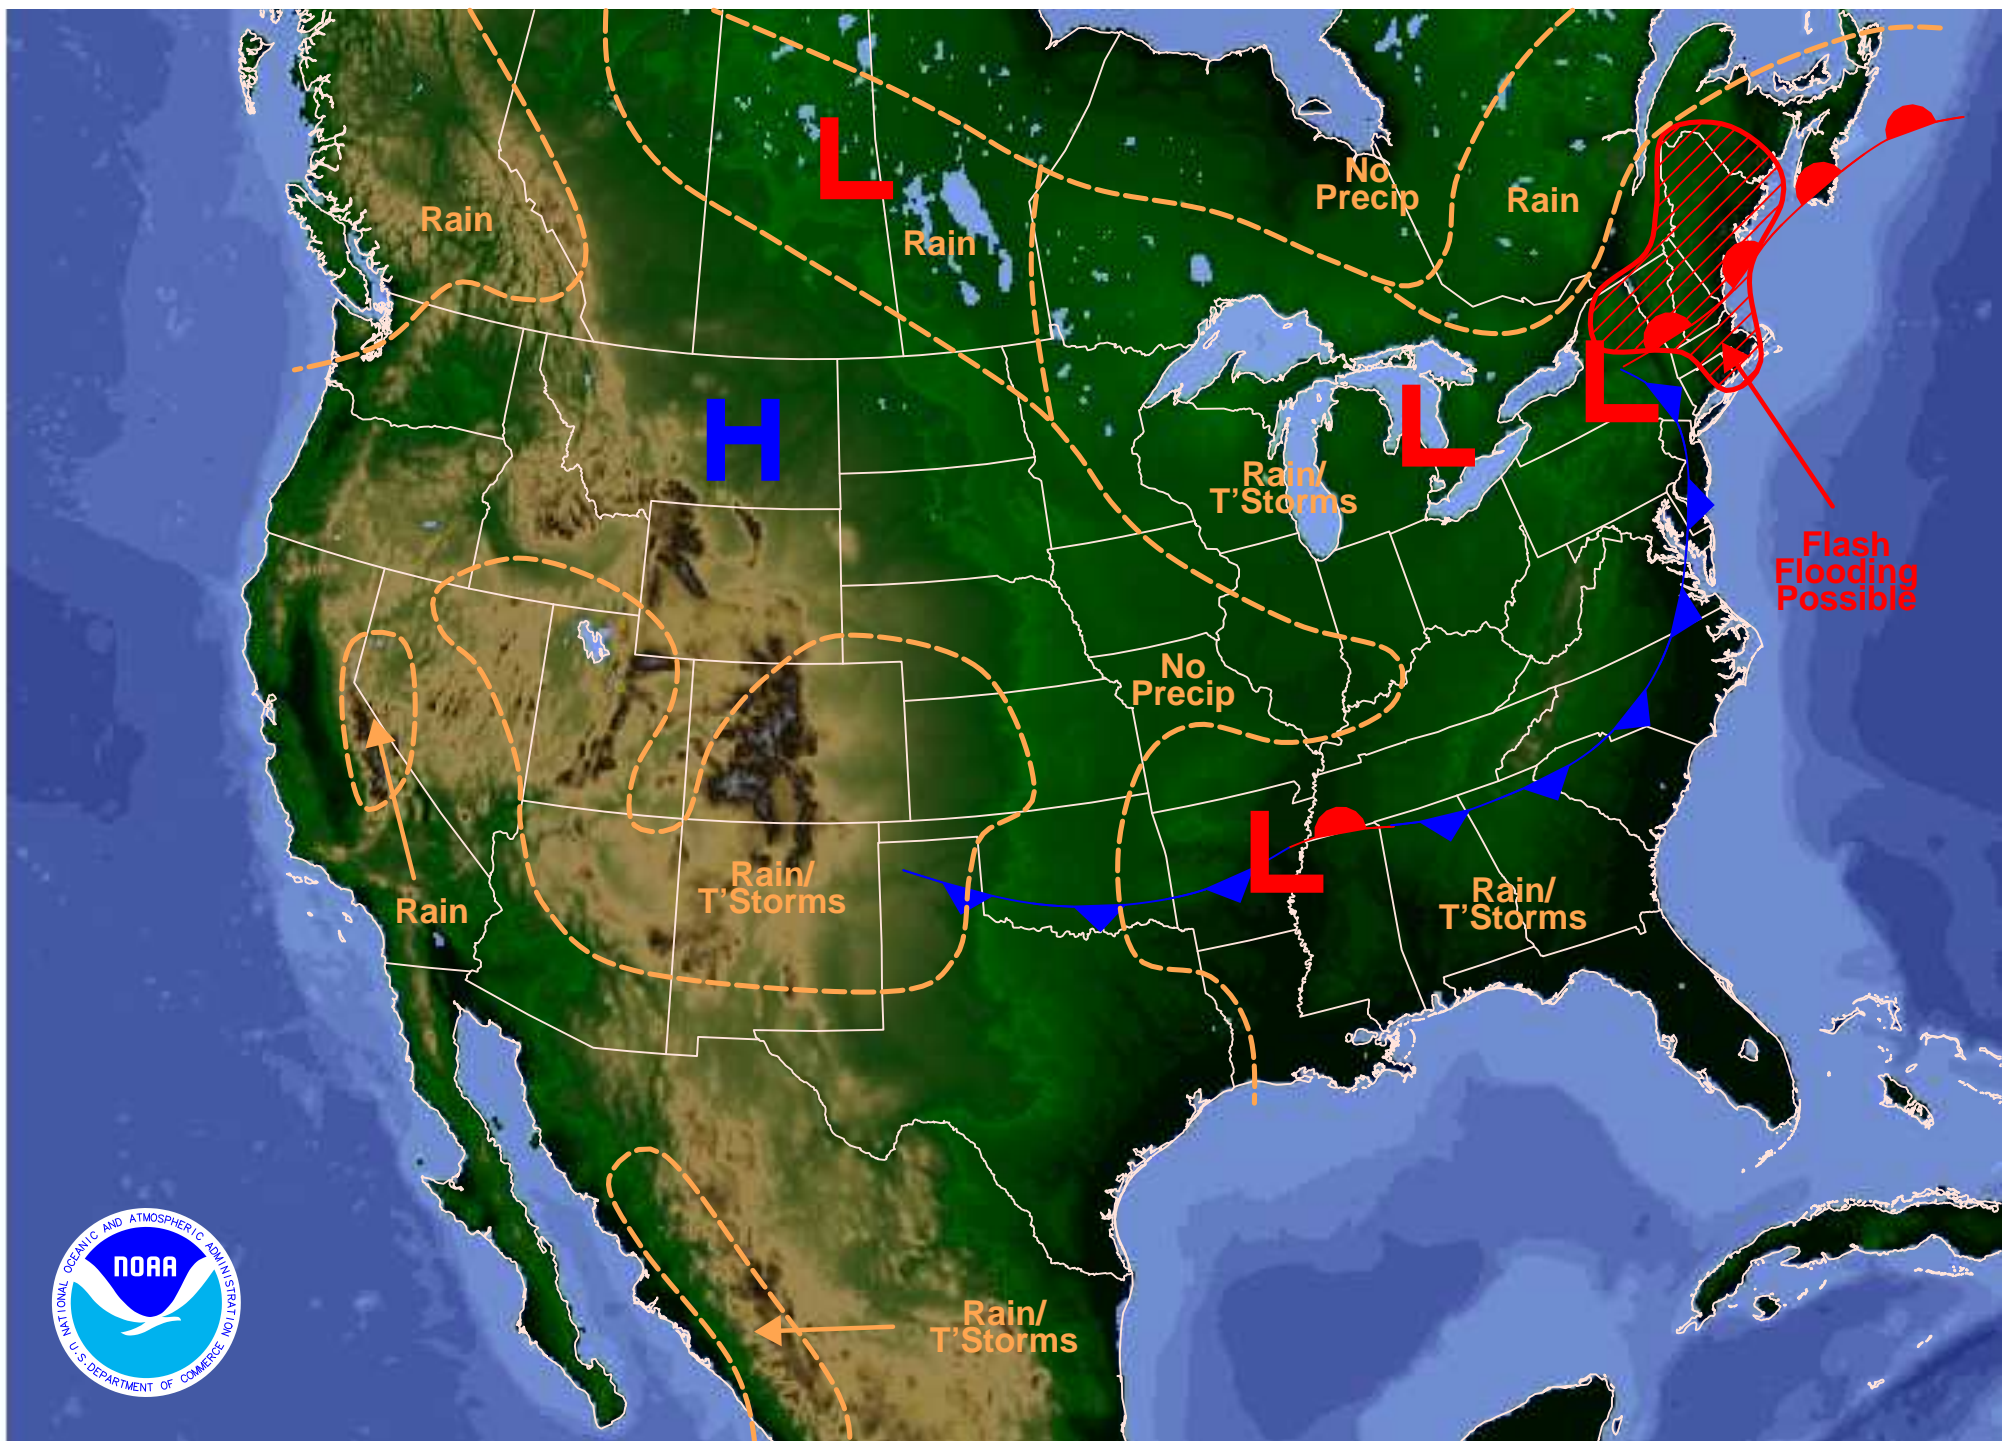 L
No
Precip
Rain
Rain
Rain
H
L
L
Rain/
T'Storms
Flash
Flooding
Possible
No
Precip
L
Rain/
T'Storms
Rain
Rain/
T'Storms
Rain/
T'Storms
NATIONAL OCEANIC AND ATMOSPHERIC ADMINISTRATION
NOAA
U.S. DEPARTMENT OF COMMERCE